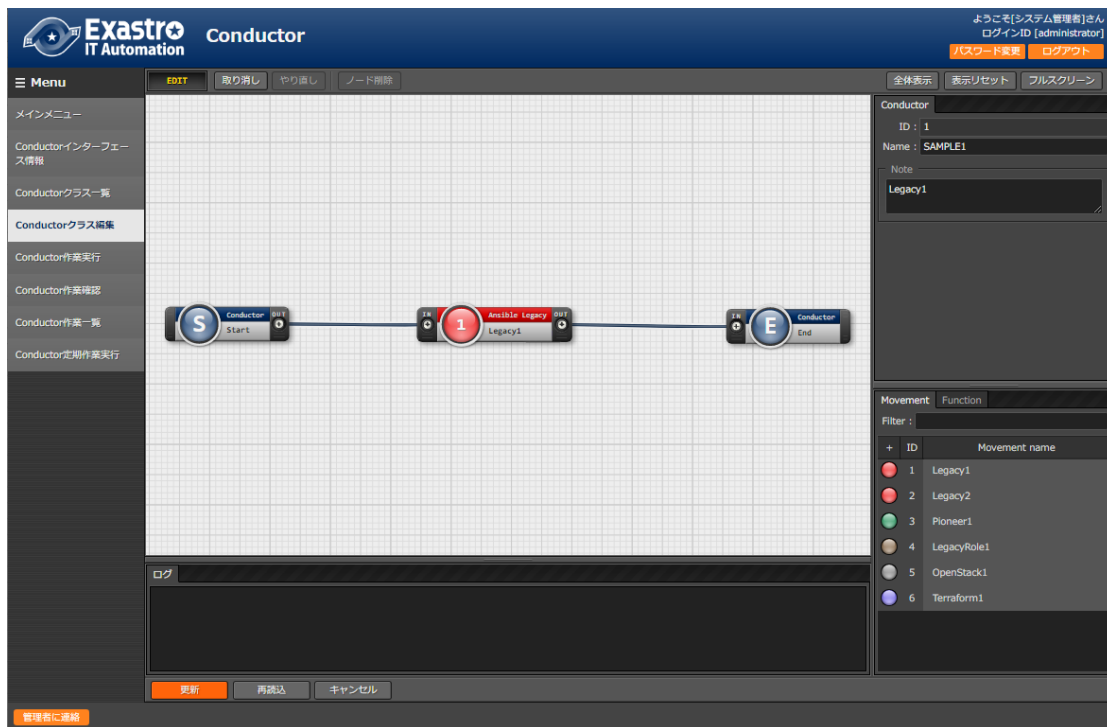 Exastro
IT Automation
Conductor
ようこそ[システム管理者]さん
ログインID [administrator]
パスワード変更
ログアウト
Menu
EDIT
取り消し
やり直し
ノード削除
全体表示
表示リセット
フルスクリーン
メインメニュー
Conductorインターフェー
ス情報
Conductorクラス一覧
Conductorクラス編集
Conductor作業実行
Conductor作業確認
Conductor作業一覧
Conductor定期作業実行
S
Conductor
OUT
Start
IN
1
Ansible Legacy
OUT
Legacy1
IN
E
Conductor
End
Conductor
ID : 1
Name : SAMPLE1
Note
Legacy1
Movement
Function
Filter :
+ ID Movement name
1 Legacy1
2 Legacy2
3 Pioneer1
4 LegacyRole1
5 OpenStack1
6 Terraform1
ログ
更新
再読込
キャンセル
管理者に連絡